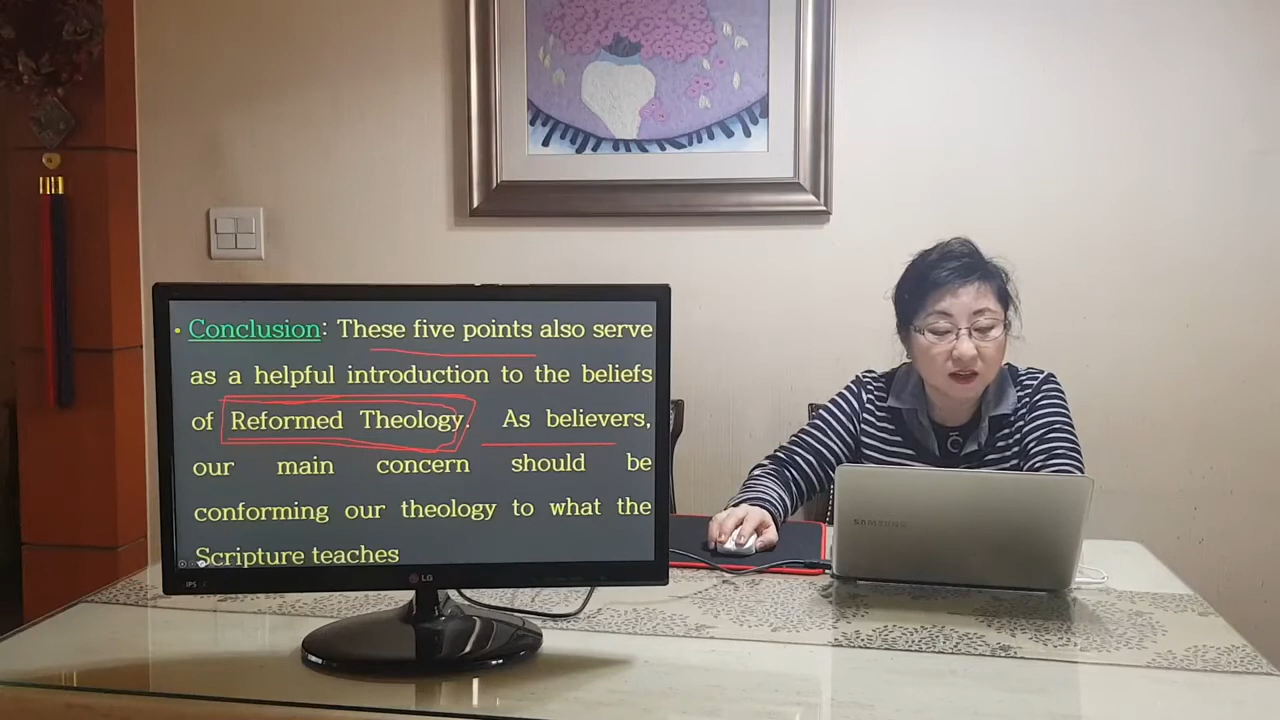 Conclusion: These five points also serve
as a helpful introduction to the beliefs
of Reformed Theology. As believers,
our main concern should be
conforming our theology to what the
Scripture teaches
IPS
LG
SAMSUNG